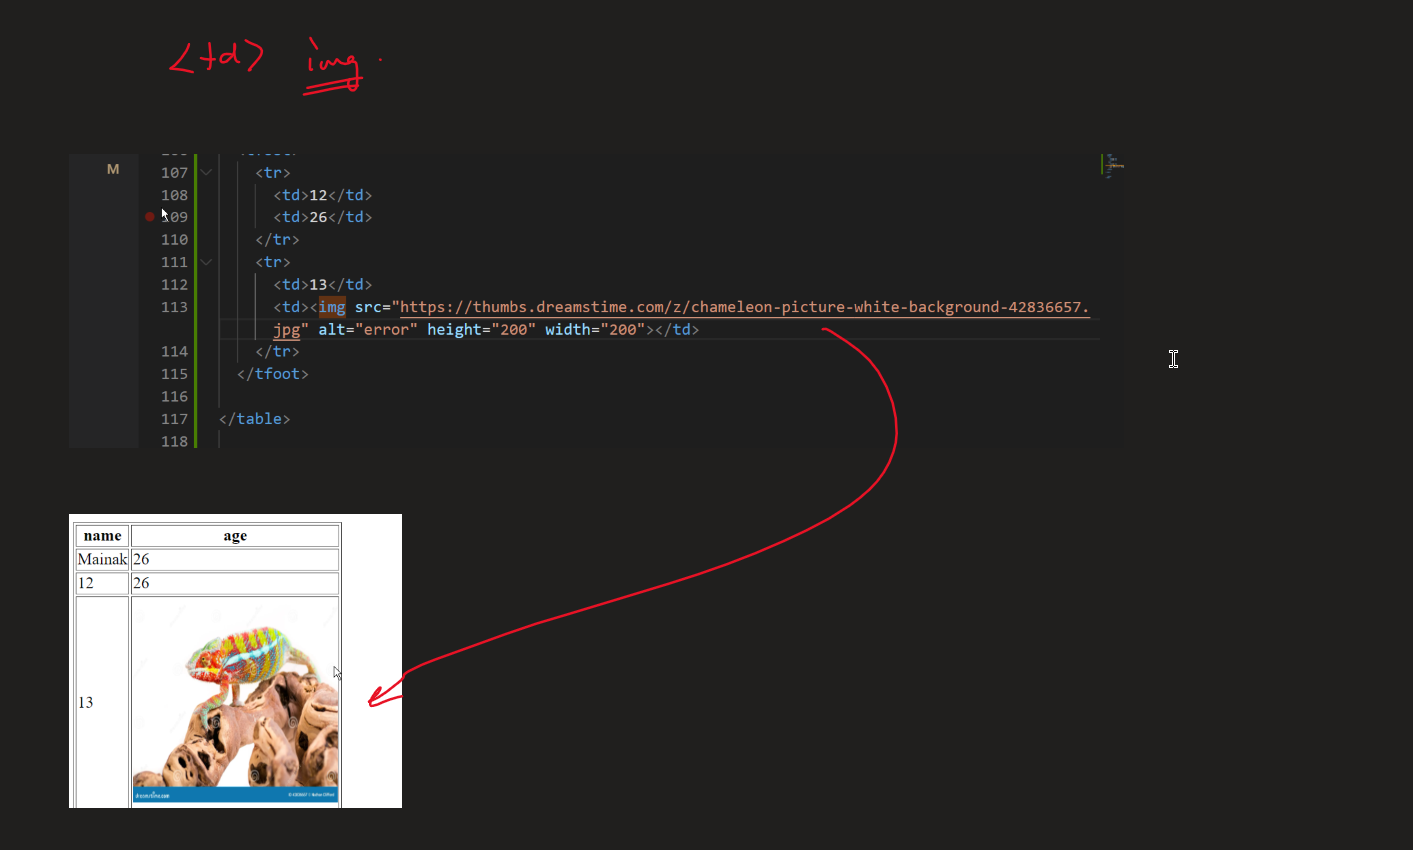 <td> img.
M
107 <tr>
108 <td>12</td>
109 <td>26</td>
110 </tr>
111 <tr>
112 <td>13</td>
113 <td><img src="https://thumbs.dreamstime.com/z/chameleon-picture-white-background-42836657.
jpg" alt="error" height="200" width="200"></td>
114 </tr>
115 </tfoot>
116
117 </table>
118
name age
Mainak 26
12 26
13
dreamstime.com